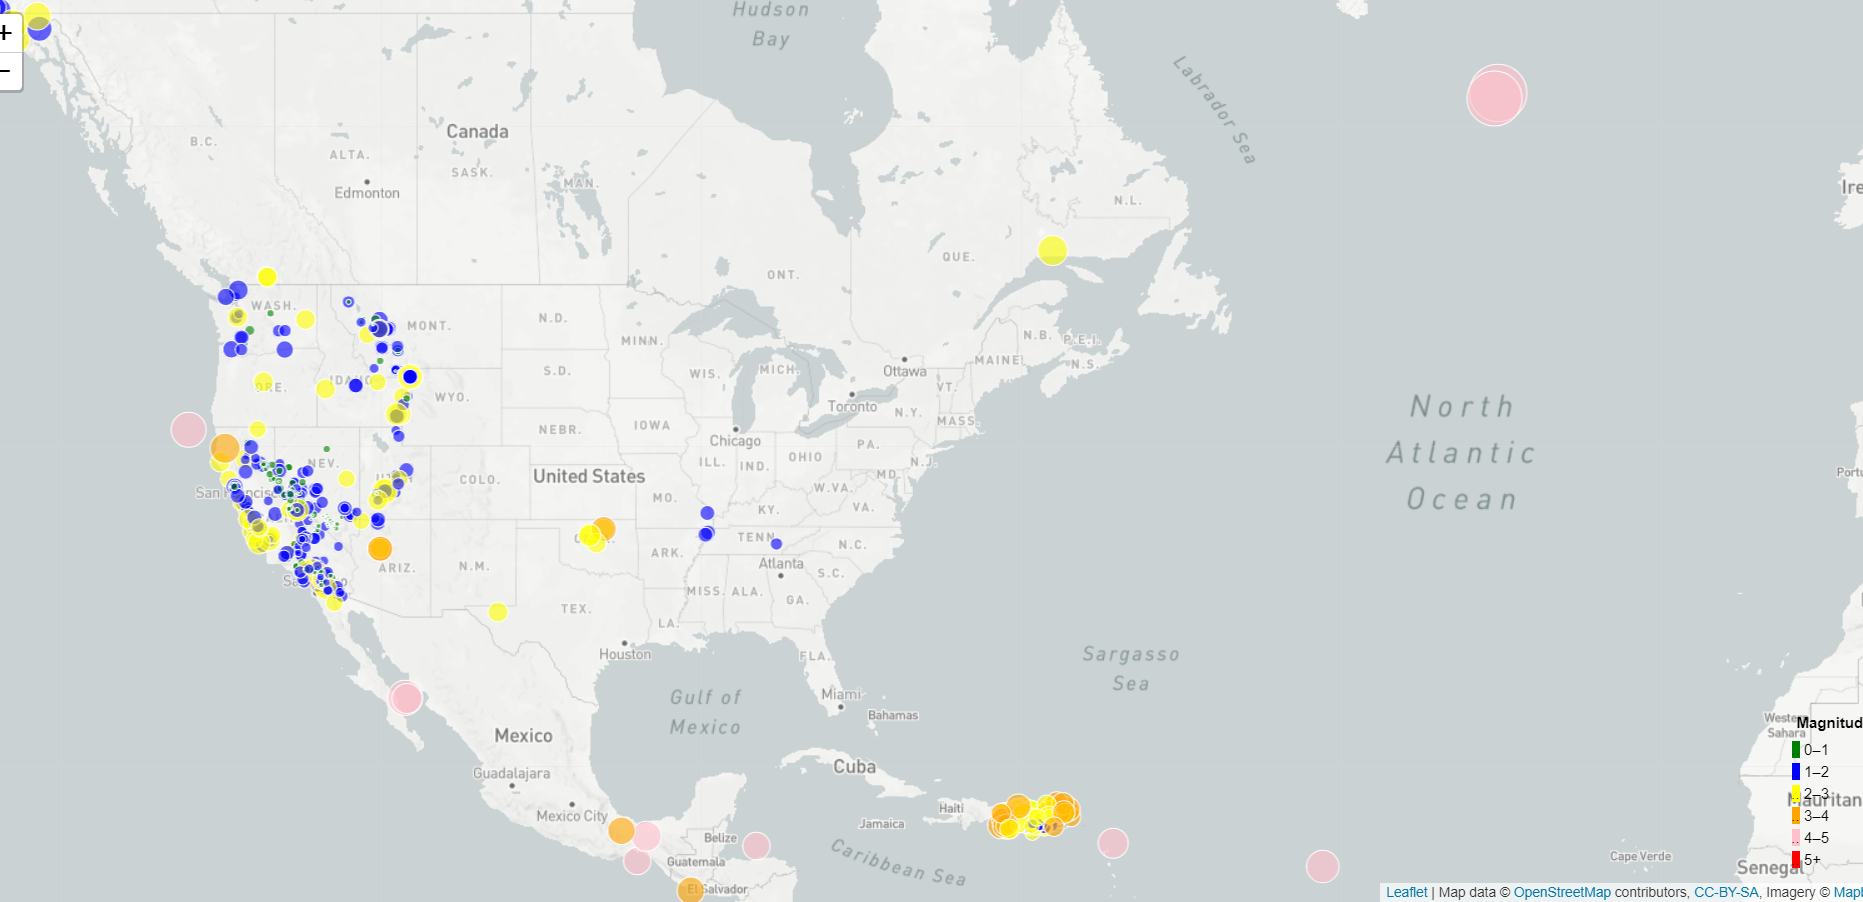 Hudson
Bay
+
−
Labrador Sea
Canada
B.C.
ALTA.
SASK.
MAN.
Edmonton
Ire
N.L.
QUE.
ONT.
WASH.
MONT.
N.D.
MINN.
N.B.
P.E.I.
MAINE
N.S.
Ottawa
S.D.
WIS.
MICH.
VT.
ORE.
IDAHO
WYO.
Toronto
N.Y.
MASS.
North
Atlantic
Ocean
NEBR.
IOWA
Chicago
PA.
OHIO
ILL.
IND.
N.J.
NEV.
United States
COLO.
MD.
Portu
San Francisco
MO.
W.VA.
KY.
VA.
TENN.
N.C.
ARK.
ARIZ.
N.M.
Atlanta
S.C.
MISS.
ALA.
GA.
TEX.
LA.
Houston
FLA.
Sargasso
Sea
Gulf of
Mexico
Miami
Bahamas
Mexico
Western
Sahara
Magnitud
0–1
1–2
2–3
3–4
4–5
5+
Cuba
Guadalajara
Mexico City
Haiti
Jamaica
Mauritan
Belize
Guatemala
Caribbean Sea
El Salvador
Cape Verde
Senegal
Leaflet | Map data © OpenStreetMap contributors, CC-BY-SA, Imagery © Mapl